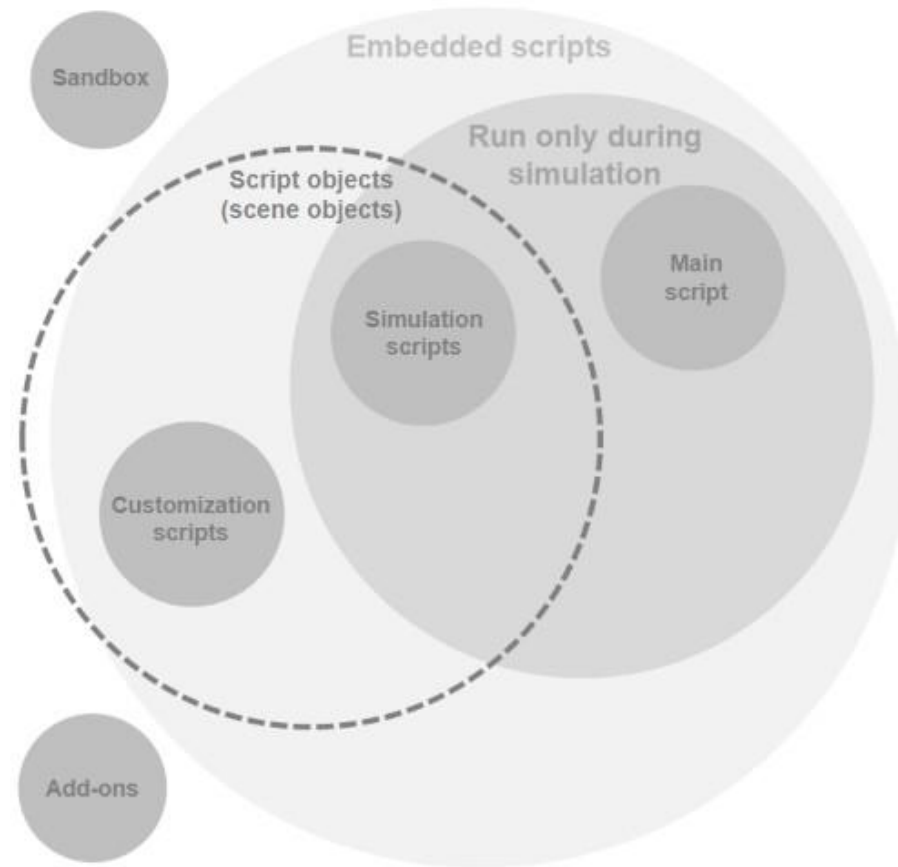 Embedded scripts
Sandbox
Run only during
simulation
Script objects
(scene objects)
Main
script
Simulation
scripts
Customization
scripts
Add-ons